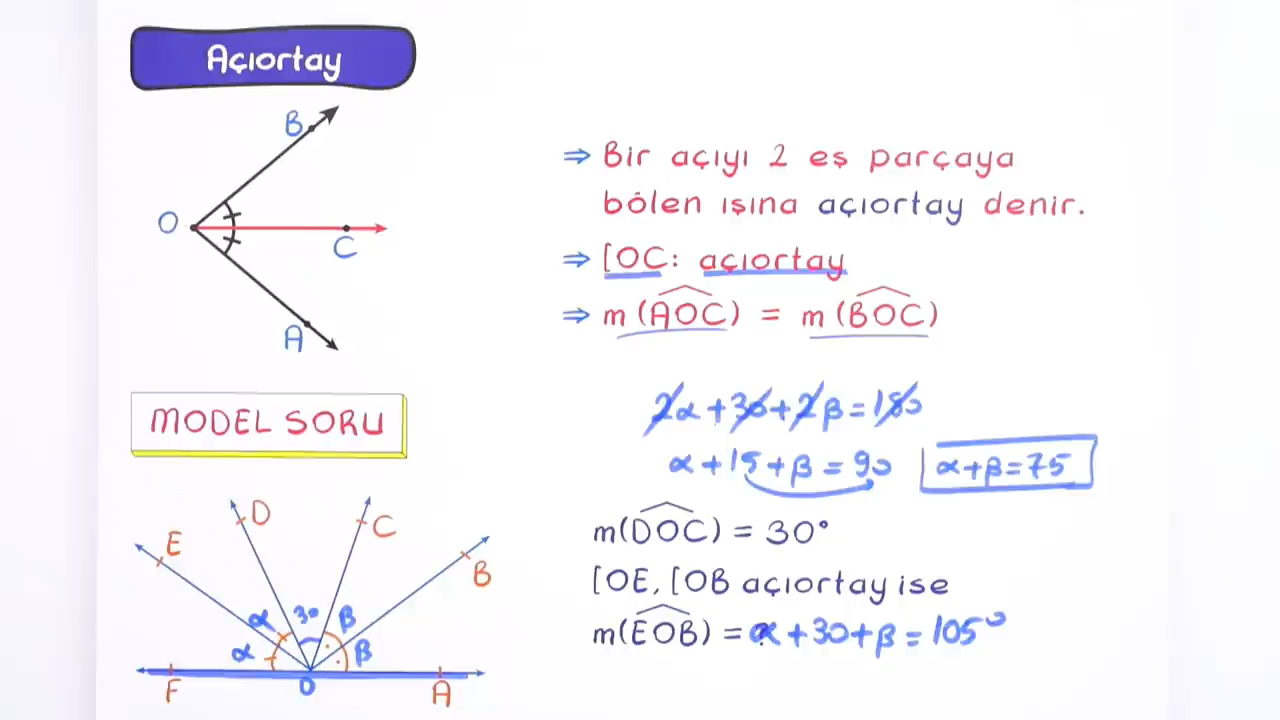 Açıortay
B
O
C
A
⇒ Bir açıyı 2 eş parçaya
bölen ışına açıortay denir.
⇒ [OC: açıortay
⇒ m(AOC) = m(BOC)
MODEL SORU
2α+30+2β=180
α+15+β=90
α+β=75
m(DOC) = 30°
[OE, [OB açıortay ise
m(EOB) = α+30+β=105°
D
C
E
B
α 30 β
α β
F
O
A